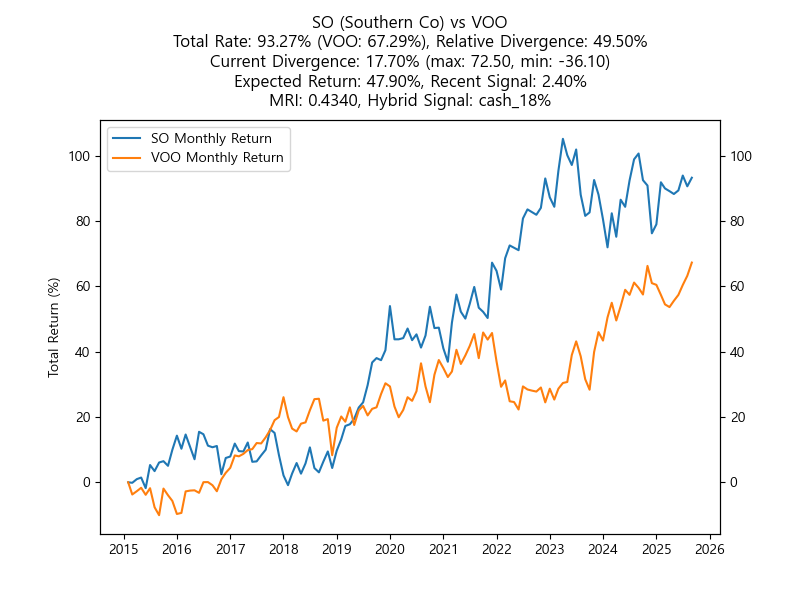 SO (Southern Co) vs VOO
Total Rate: 93.27% (VOO: 67.29%), Relative Divergence: 49.50%
Current Divergence: 17.70% (max: 72.50, min: -36.10)
Expected Return: 47.90%, Recent Signal: 2.40%
MRI: 0.4340, Hybrid Signal: cash_18%
SO Monthly Return
VOO Monthly Return
Total Return (%)
100
80
60
40
20
0
100
80
60
40
20
0
2015 2016 2017 2018 2019 2020 2021 2022 2023 2024 2025 2026